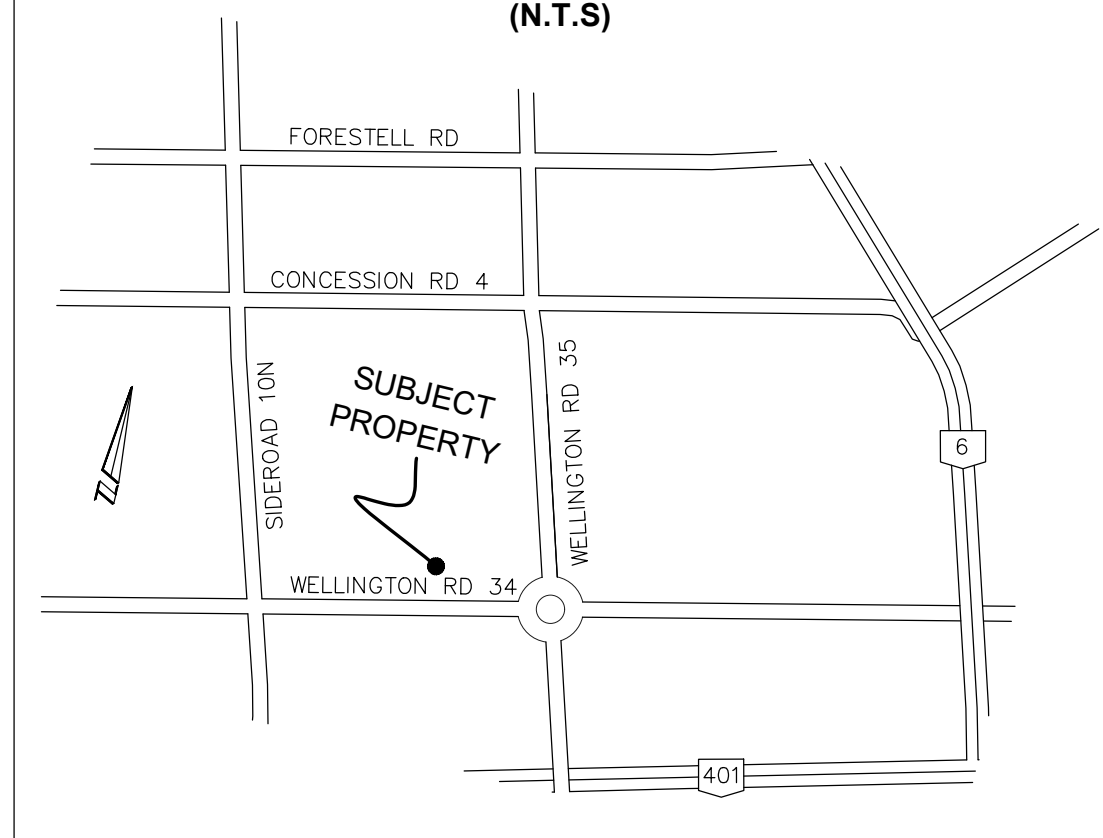 (N.T.S)
FORESTELL RD
CONCESSION RD 4
SIDEROAD 10N
SUBJECT
PROPERTY
WELLINGTON RD 35
6
WELLINGTON RD 34
401